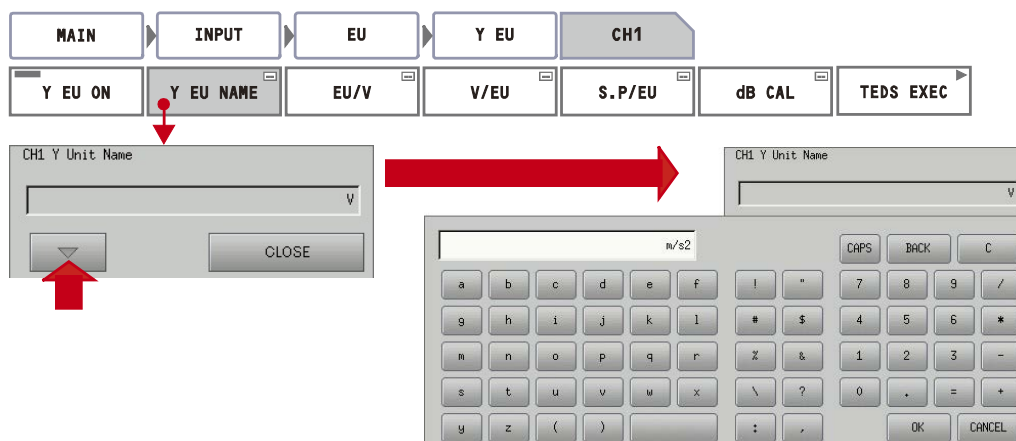 MAIN INPUT EU Y EU CH1
Y EU ON Y EU NAME EU/V V/EU S.P/EU dB CAL TEDS EXEC
CH1 Y Unit Name
V
CLOSE
CH1 Y Unit Name
V
m/s2 CAPS BACK C
a b c d e f ! " 7 8 9 /
g h i j k l # $ 4 5 6 *
m n o p q r % & 1 2 3 -
s t u v w x \ ? 0 . = +
y z ( ) : , OK CANCEL